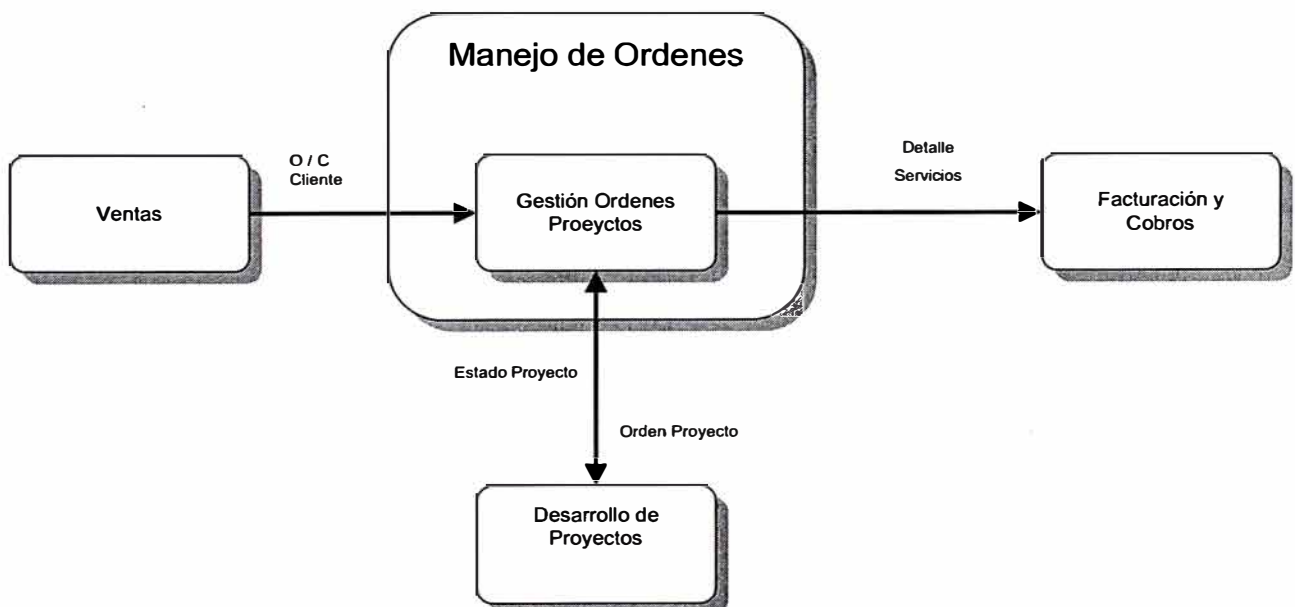 Manejo de Ordenes
O / C
Cliente
Detalle
Servicios
Ventas
Gestión Ordenes
Proeyctos
Facturación y
Cobros
Estado Proyecto
Orden Proyecto
Desarrollo de
Proyectos